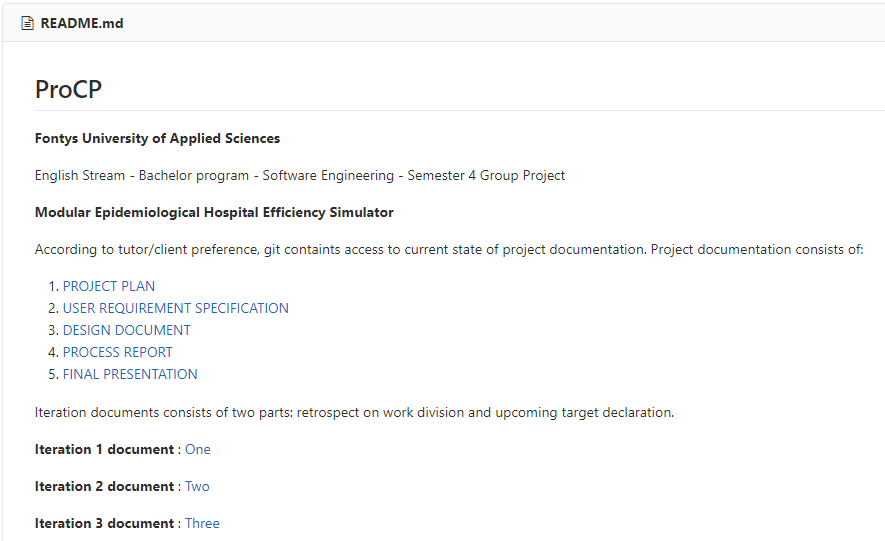 README.md
ProCP
Fontys University of Applied Sciences
English Stream - Bachelor program - Software Engineering - Semester 4 Group Project
Modular Epidemiological Hospital Efficiency Simulator
According to tutor/client preference, git containts access to current state of project documentation. Project documentation consists of:
1. PROJECT PLAN
2. USER REQUIREMENT SPECIFICATION
3. DESIGN DOCUMENT
4. PROCESS REPORT
5. FINAL PRESENTATION
Iteration documents consists of two parts: retrospect on work division and upcoming target declaration.
Iteration 1 document : One
Iteration 2 document : Two
Iteration 3 document : Three